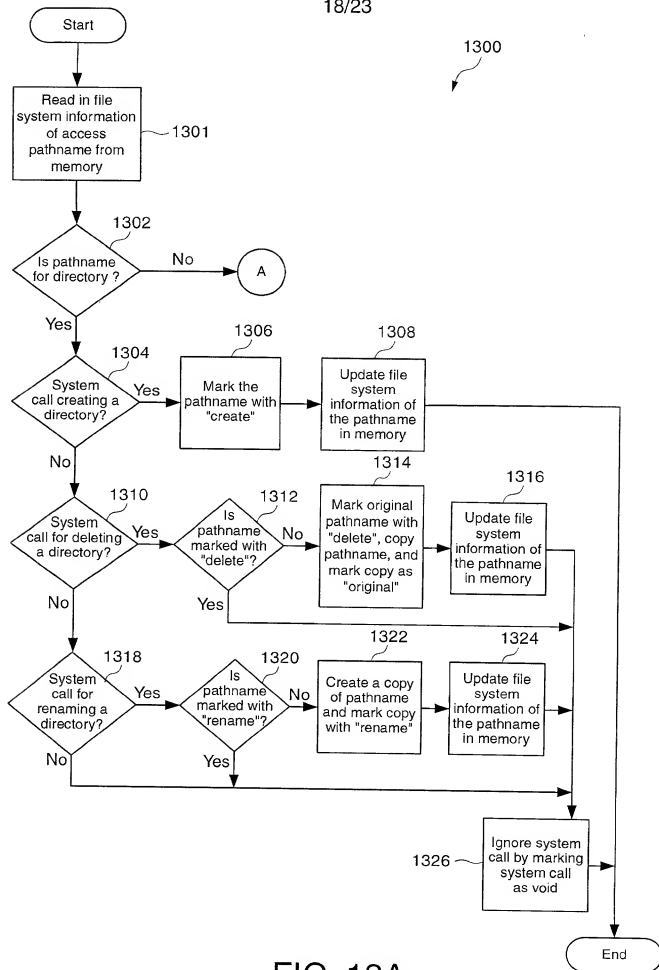 18/23
Start
1300
Read in file
system information
of access
pathname from
memory
1301
1302
Is pathname
for directory ?
No
A
Yes
1304
System
call creating a
directory?
Yes
1306
Mark the
pathname with
"create"
1308
Update file
system
information of
the pathname
in memory
No
1310
System
call for deleting
a directory?
Yes
1312
Is
pathname
marked with
"delete"?
No
1314
Mark original
pathname with
"delete", copy
pathname, and
mark copy as
"original"
1316
Update file
system
information of
the pathname
in memory
Yes
No
1318
System
call for
renaming a
directory?
Yes
1320
Is
pathname
marked with
"rename"?
No
1322
Create a copy
of pathname
and mark copy
with "rename"
1324
Update file
system
information of
the pathname
in memory
Yes
No
1326
Ignore system
call by marking
system call
as void
End